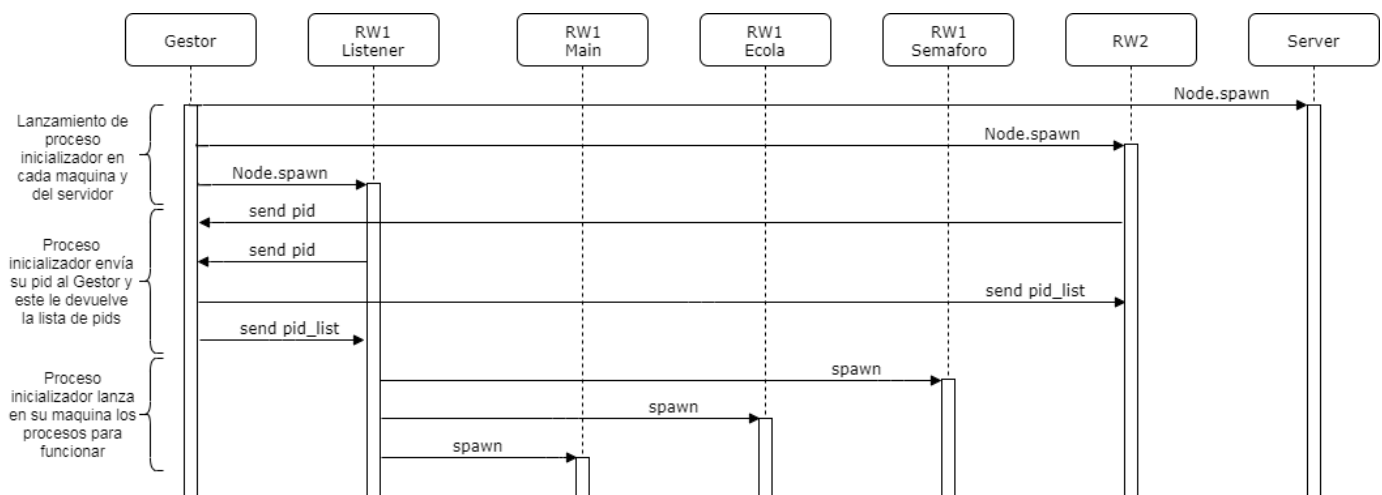 Gestor
RW1
Listener
RW1
Main
RW1
Ecola
RW1
Semaforo
RW2
Server
Node.spawn
Lanzamiento de
proceso
inicializador en
cada maquina y
del servidor
Node.spawn
Node.spawn
send pid
Proceso
inicializador envía
su pid al Gestor y
este le devuelve
la lista de pids
send pid
send pid_list
send pid_list
Proceso
inicializador lanza
en su maquina los
procesos para
funcionar
spawn
spawn
spawn